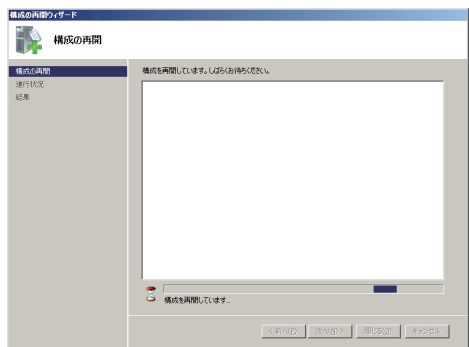 構成の再開ウィザード
構成の再開
構成の再開
進行状況
結果
構成を再開しています。しばらくお待ちください。
構成を再開しています...
< 前へ(P)
次へ(N) >
閉じる(O)
キャンセル